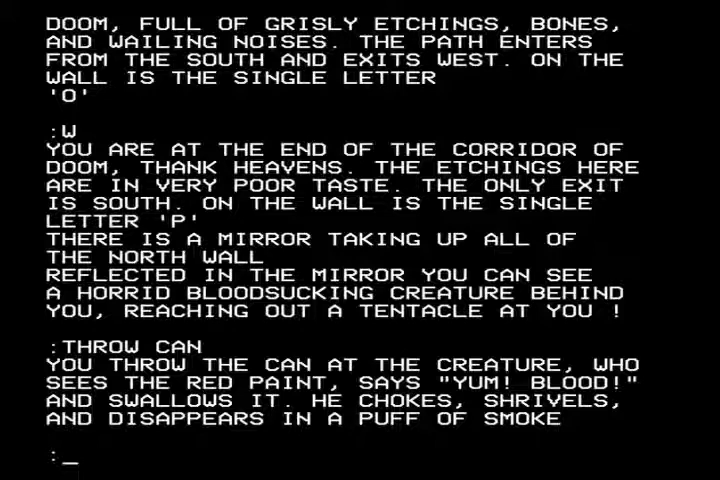 DOOM, FULL OF GRISLY ETCHINGS, BONES,
AND WAILING NOISES. THE PATH ENTERS
FROM THE SOUTH AND EXITS WEST. ON THE
WALL IS THE SINGLE LETTER
'O'
:W
YOU ARE AT THE END OF THE CORRIDOR OF
DOOM, THANK HEAVENS. THE ETCHINGS HERE
ARE IN VERY POOR TASTE. THE ONLY EXIT
IS SOUTH. ON THE WALL IS THE SINGLE
LETTER 'P'
THERE IS A MIRROR TAKING UP ALL OF
THE NORTH WALL
REFLECTED IN THE MIRROR YOU CAN SEE
A HORRID BLOODSUCKING CREATURE BEHIND
YOU, REACHING OUT A TENTACLE AT YOU !
:THROW CAN
YOU THROW THE CAN AT THE CREATURE, WHO
SEES THE RED PAINT, SAYS "YUM! BLOOD!"
AND SWALLOWS IT. HE CHOKES, SHRIVELS,
AND DISAPPEARS IN A PUFF OF SMOKE
:_